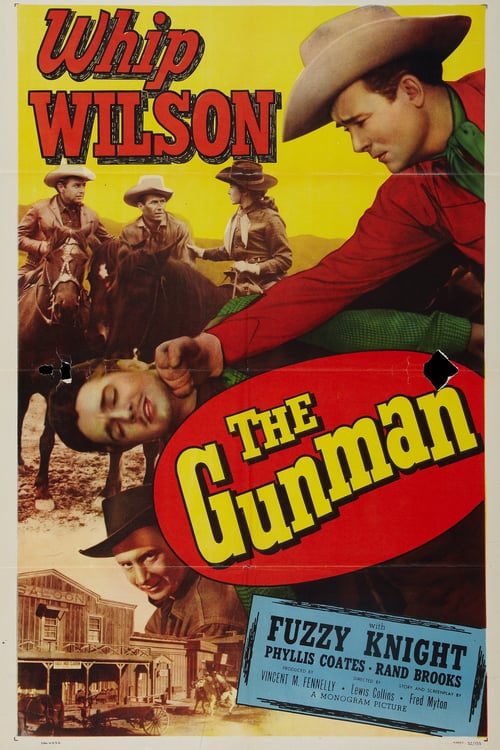 Whip
WILSON
THE
Gunman
SALOON
with
FUZZY KNIGHT
PHYLLIS COATES · RAND BROOKS
PRODUCED BY
VINCENT M. FENNELLY ·
DIRECTED BY
Lewis Collins ·
STORY AND SCREENPLAY BY
Fred Myton
A MONOGRAM PICTURE